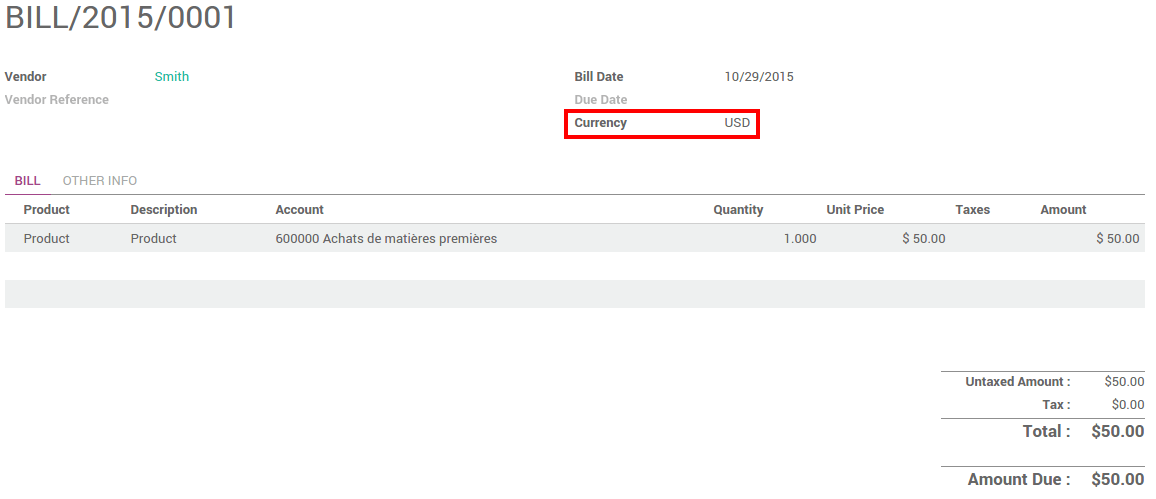 BILL/2015/0001
Vendor Smith Bill Date 10/29/2015
Vendor Reference Due Date
Currency USD
BILL OTHER INFO
Product Description Account Quantity Unit Price Taxes Amount
Product Product 600000 Achats de matières premières 1.000 $ 50.00 $ 50.00
Untaxed Amount : $50.00
Tax : $0.00
Total : $50.00
Amount Due : $50.00